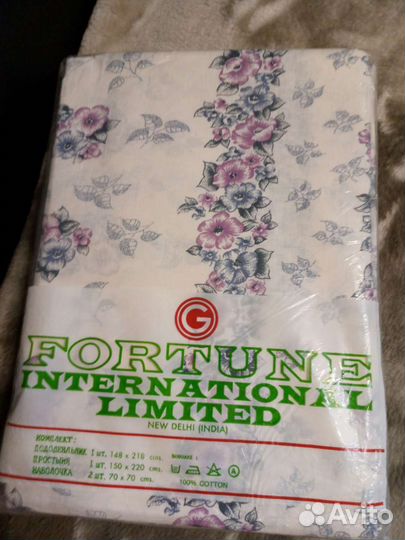 G
FORTUNE
INTERNATIONAL
LIMITED
NEW DELHI (INDIA)
КОМПЛЕКТ:
ПОДОДЕЯЛЬНИК 1 шт. 148 x 218 cms.
ПРОСТЫНЯ 1 шт. 150 x 220 cms.
НАВОЛОЧКА 2 шт. 70 x 70 cms.
A
100% COTTON
Avito